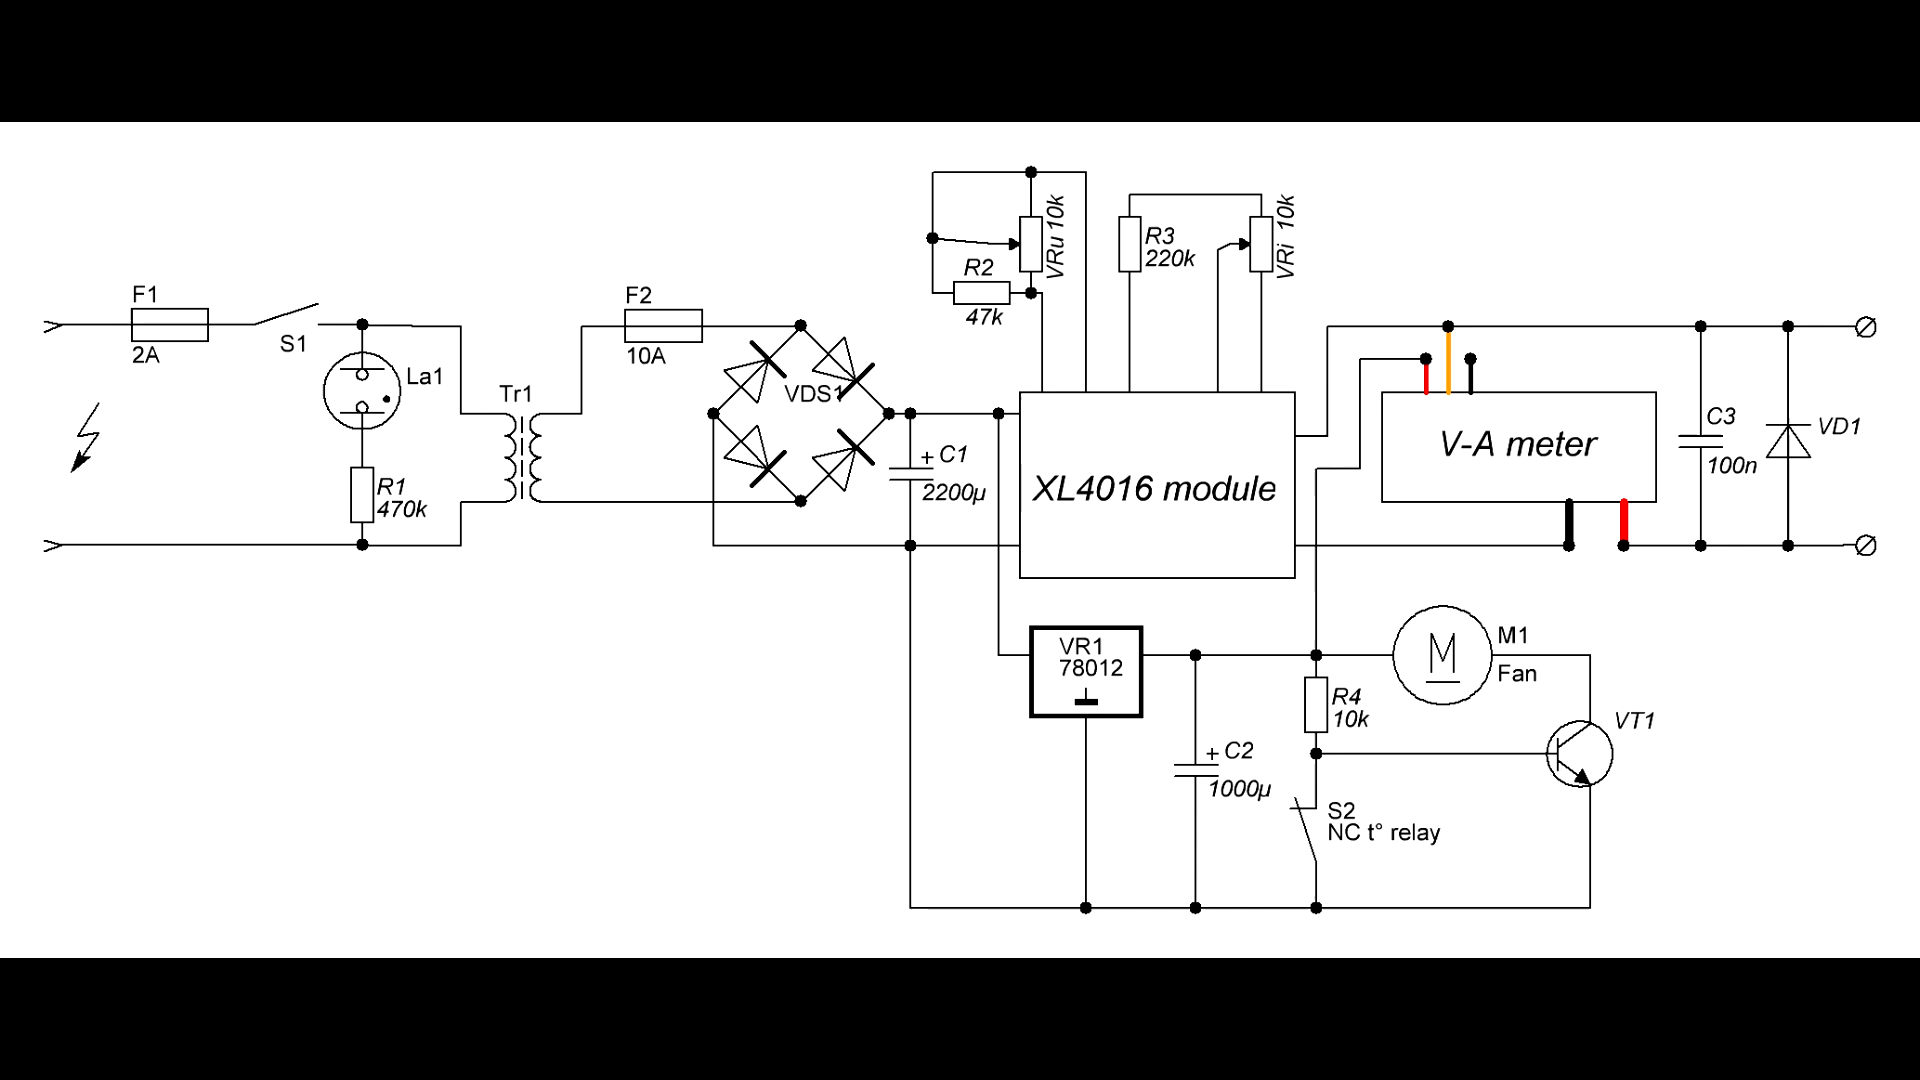 F1
2A
S1
La1
R1
470k
Tr1
F2
10A
VDS1
+ C1
2200µ
R2
47k
VRu 10k
R3
220k
VRi 10k
XL4016 module
V-A meter
C3
100n
VD1
VR1
78012
+ C2
1000µ
R4
10k
S2
NC t° relay
M
M1
Fan
VT1